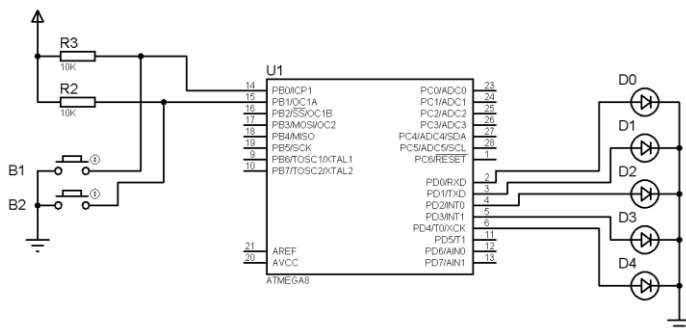 R3
10K
R2
10K
B1
B2
U1
14 PB0/ICP1
15 PB1/OC1A
16 PB2/SS/OC1B
17 PB3/MOSI/OC2
18 PB4/MISO
19 PB5/SCK
9 PB6/TOSC1/XTAL1
10 PB7/TOSC2/XTAL2
21 AREF
20 AVCC
PC0/ADC0 23
PC1/ADC1 24
PC2/ADC2 25
PC3/ADC3 26
PC4/ADC4/SDA 27
PC5/ADC5/SCL 28
PC6/RESET 1
PD0/RXD 2
PD1/TXD 3
PD2/INT0 4
PD3/INT1 5
PD4/T0/XCK 6
PD5/T1 11
PD6/AIN0 12
PD7/AIN1 13
ATMEGA8
D0
D1
D2
D3
D4